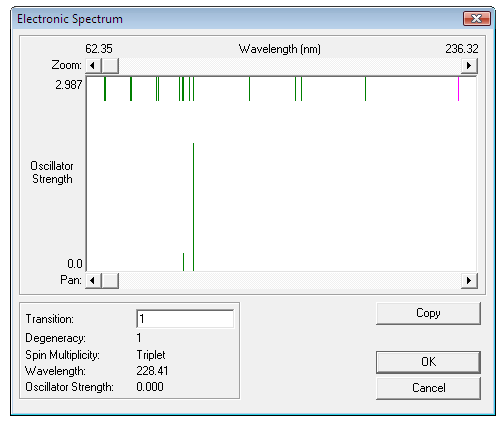 Electronic Spectrum
62.35 Wavelength (nm) 236.32
Zoom:
2.987
Oscillator
Strength
0.0
Pan:
Transition: 1
Degeneracy: 1
Spin Multiplicity: Triplet
Wavelength: 228.41
Oscillator Strength: 0.000
Copy
OK
Cancel